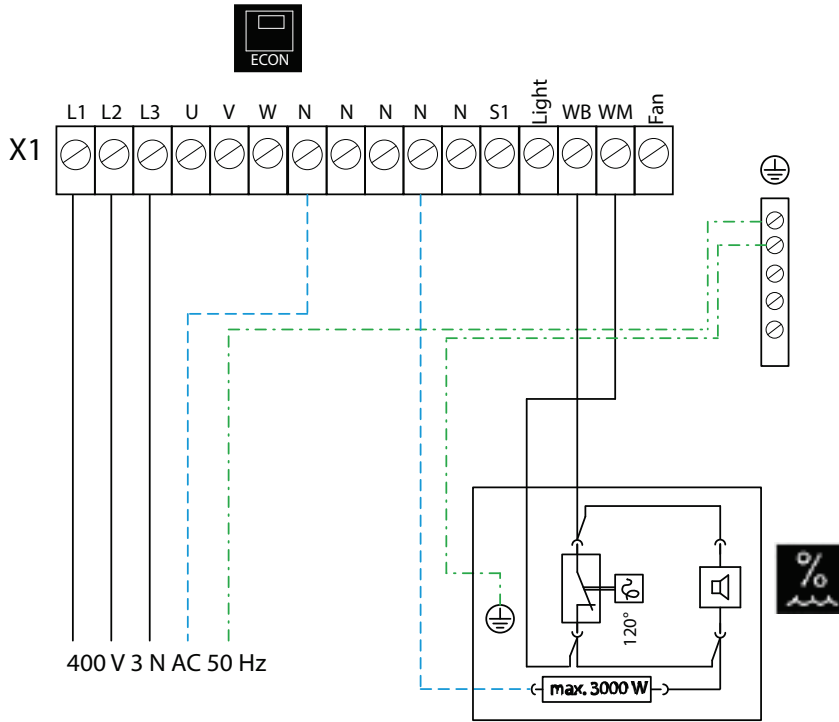 ECON
L1 L2 L3 U V W N N N N N S1 Light WB WM Fan
X1
%
120°
400 V 3 N AC 50 Hz
max. 3000 W